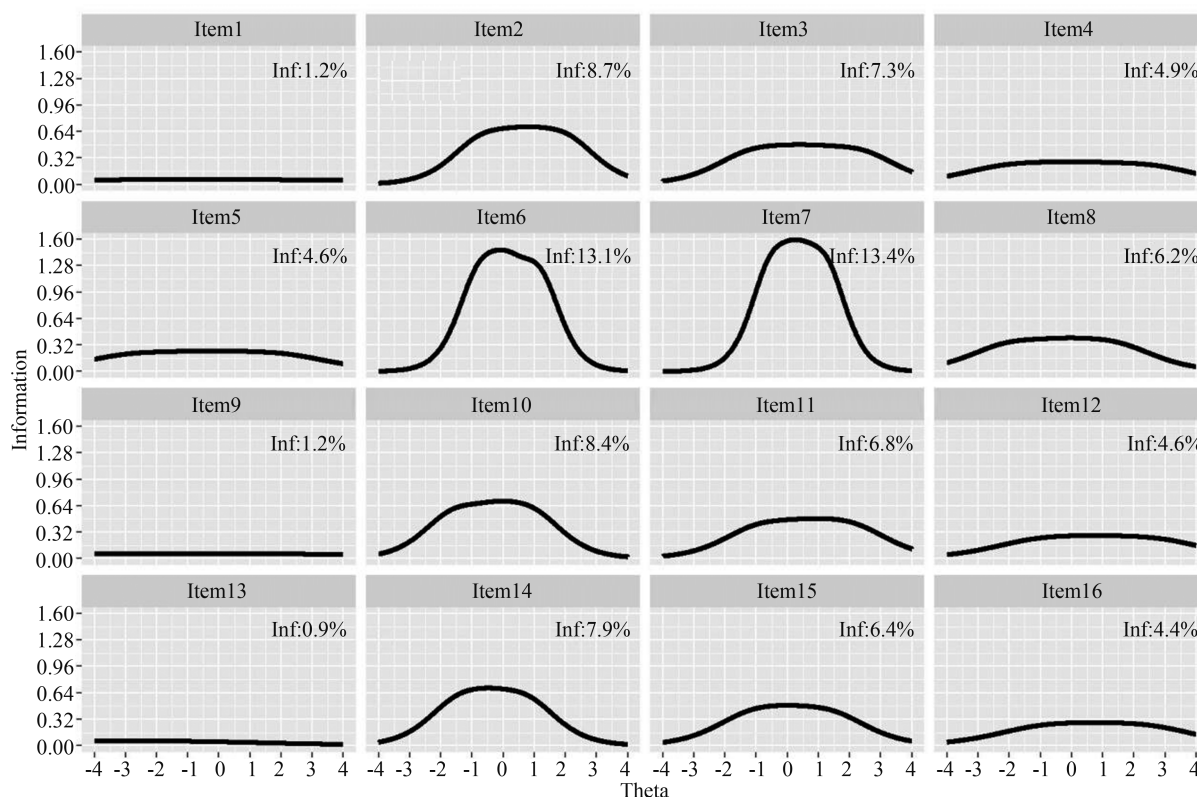 Item1 Item2 Item3 Item4
1.60
Inf:1.2% Inf:8.7% Inf:7.3% Inf:4.9%
1.28
0.96
0.64
0.32
0.00
Item5 Item6 Item7 Item8
1.60
Inf:4.6% Inf:13.1% Inf:13.4% Inf:6.2%
1.28
0.96
0.64
0.32
0.00
Information
Item9 Item10 Item11 Item12
1.60
Inf:1.2% Inf:8.4% Inf:6.8% Inf:4.6%
1.28
0.96
0.64
0.32
0.00
Item13 Item14 Item15 Item16
1.60
Inf:0.9% Inf:7.9% Inf:6.4% Inf:4.4%
1.28
0.96
0.64
0.32
0.00
-4 -3 -2 -1 0 1 2 3 4 -4 -3 -2 -1 0 1 2 3 4 -4 -3 -2 -1 0 1 2 3 4 -4 -3 -2 -1 0 1 2 3 4
Theta